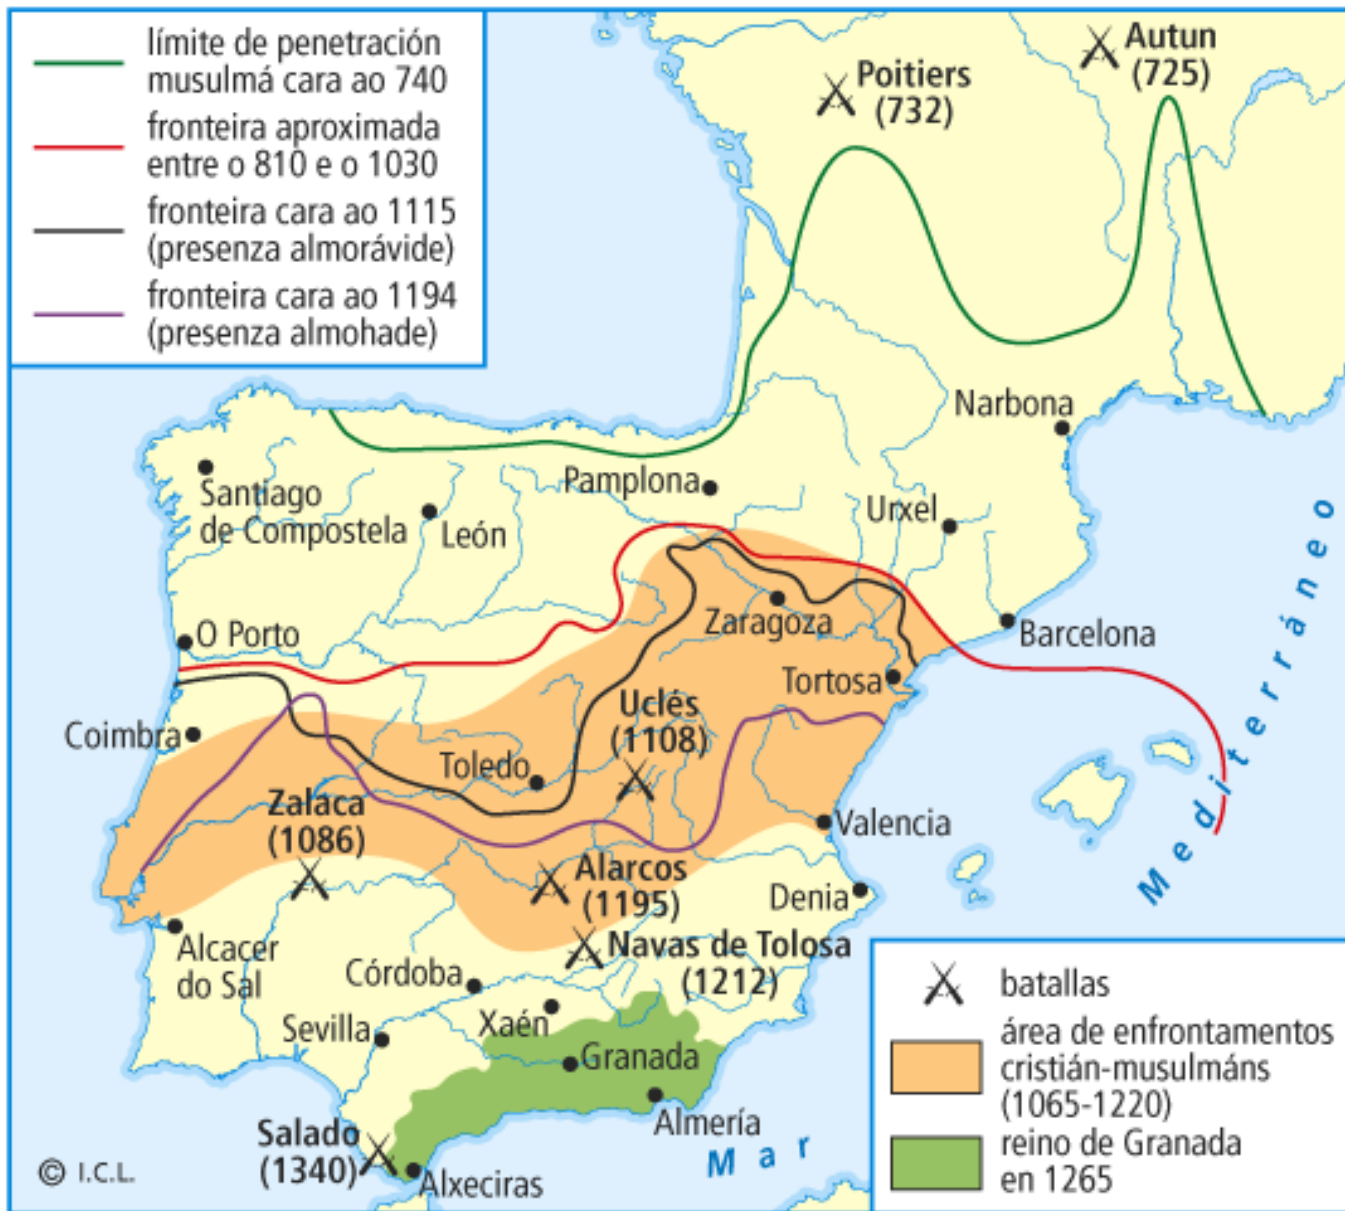 límite de penetración
musulmá cara ao 740
fronteira aproximada
entre o 810 e o 1030
fronteira cara ao 1115
(presenza almorávide)
fronteira cara ao 1194
(presenza almohade)
Autun
(725)
Poitiers
(732)
Narbona
Pamplona
Urxel
Santiago
de Compostela
León
Zaragoza
Barcelona
O Porto
Tortosa
Coimbra
Uclés
(1108)
Toledo
Zalaca
(1086)
Valencia
Alarcos
(1195)
Denia
Alcacer
do Sal
Navas de Tolosa
(1212)
Córdoba
Xaén
Sevilla
Granada
Almería
Salado
(1340)
Alxeciras
Mar
Mediterráneo
© I.C.L.
batallas
área de enfrontamentos
cristián-musulmáns
(1065-1220)
reino de Granada
en 1265